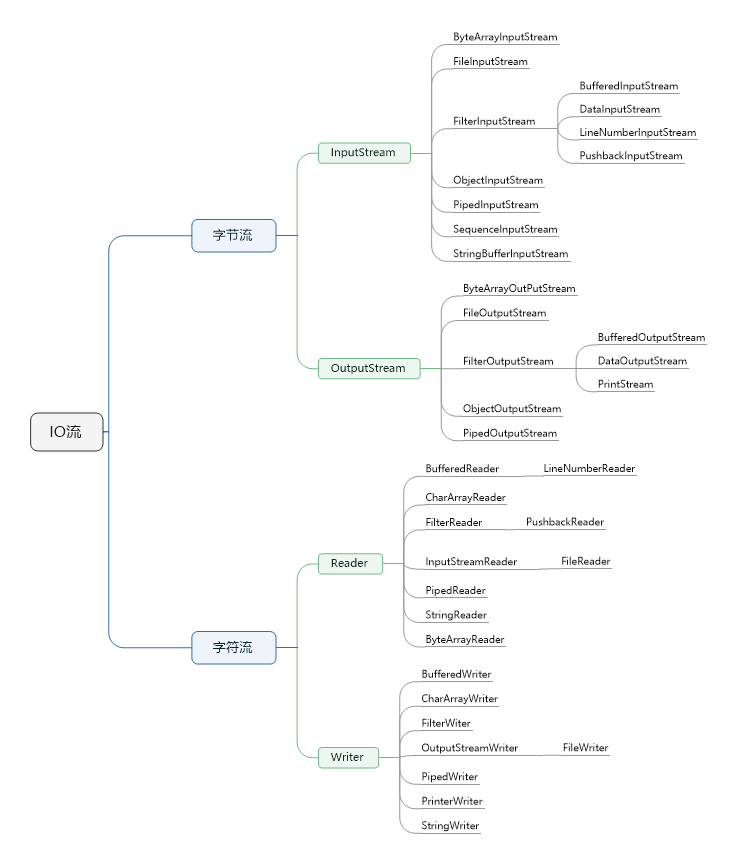 IO流
字节流
InputStream
ByteArrayInputStream
FileInputStream
FilterInputStream
BufferedInputStream
DataInputStream
LineNumberInputStream
PushbackInputStream
ObjectInputStream
PipedInputStream
SequenceInputStream
StringBufferInputStream
OutputStream
ByteArrayOutPutStream
FileOutputStream
FilterOutputStream
BufferedOutputStream
DataOutputStream
PrintStream
ObjectOutputStream
PipedOutputStream
字符流
Reader
BufferedReader
LineNumberReader
CharArrayReader
FilterReader
PushbackReader
InputStreamReader
FileReader
PipedReader
StringReader
ByteArrayReader
Writer
BufferedWriter
CharArrayWriter
FilterWiter
OutputStreamWriter
FileWriter
PipedWriter
PrinterWriter
StringWriter